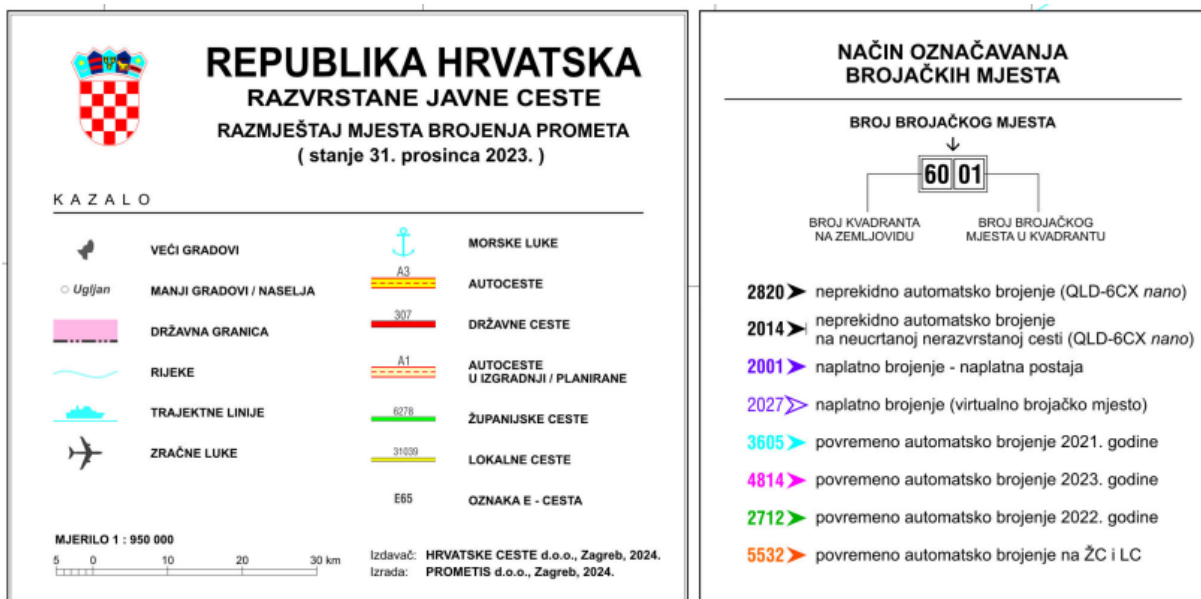 REPUBLIKA HRVATSKA
RAZVRSTANE JAVNE CESTE
RAZMJEŠTAJ MJESTA BROJENJA PROMETA
( stanje 31. prosinca 2023. )
KAZALO
VEĆI GRADOVI
Ugljan MANJI GRADOVI / NASELJA
DRŽAVNA GRANICA
RIJEKE
TRAJEKTNE LINIJE
ZRAČNE LUKE
MORSKE LUKE
A3 AUTOCESTE
307 DRŽAVNE CESTE
A1 AUTOCESTE
U IZGRADNJI / PLANIRANE
6278 ŽUPANIJSKE CESTE
31039 LOKALNE CESTE
E65 OZNAKA E - CESTA
MJERILO 1 : 950 000
5 0 10 20 30 km
Izdavač: HRVATSKE CESTE d.o.o., Zagreb, 2024.
Izrada: PROMETIS d.o.o., Zagreb, 2024.
NAČIN OZNAČAVANJA
BROJAČKIH MJESTA
BROJ BROJAČKOG MJESTA
60 01
BROJ KVADRANTA
NA ZEMLJOVIDU
BROJ BROJAČKOG
MJESTA U KVADRANTU
2820 neprekidno automatsko brojenje (QLD-6CX nano)
2014 neprekidno automatsko brojenje
na neucrtanoj nerazvrstanoj cesti (QLD-6CX nano)
2001 naplatno brojenje - naplatna postaja
2027 naplatno brojenje (virtualno brojačko mjesto)
3605 povremeno automatsko brojenje 2021. godine
4814 povremeno automatsko brojenje 2023. godine
2712 povremeno automatsko brojenje 2022. godine
5532 povremeno automatsko brojenje na ŽC i LC